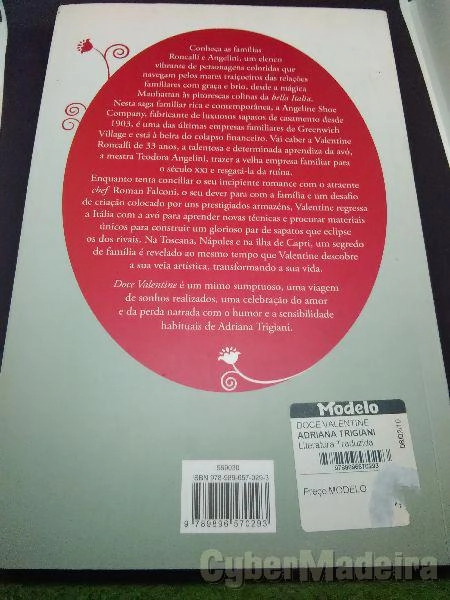 Conheça as famílias
Roncalli e Angelini, um elenco
vibrante de personagens coloridas que
navegam pelos mares traiçoeiros das relações
familiares com graça e brio, desde a mágica
Manhattan às pitorescas colinas da bella Italia.
Nesta saga familiar rica e contemporânea, a Angeline Shoe
Company, fabricante de luxuosos sapatos de casamento desde
1903, é uma das últimas empresas familiares de Greenwich
Village e está à beira do colapso financeiro. Vai caber a Valentine
Roncalli de 33 anos, a talentosa e determinada aprendiza da avó,
a mestra Teodora Angelini, trazer a velha empresa familiar para
o século XXI e resgatá-la da ruína.
Enquanto tenta conciliar o seu incipiente romance com o atraente
chef Roman Falconi, o seu dever para com a família e um desafio
de criação colocado por uns prestigiados armazéns, Valentine regressa
a Itália com a avó para aprender novas técnicas e procurar materiais
únicos para construir um glorioso par de sapatos que eclipse
os dos rivais. Na Toscana, Nápoles e na ilha de Capri, um segredo
de família é revelado ao mesmo tempo que Valentine descobre
a sua veia artística, transformando a sua vida.
Doce Valentine é um mimo sumptuoso, uma viagem
de sonhos realizados, uma celebração do amor
e da perda narrada com o humor e a sensibilidade
habituais de Adriana Trigiani.
Modelo
DOCE VALENTINE
ADRIANA TRIGIANI
Literatura Traduzida
9789896570293
Preço MODELO
589030
ISBN 978-989-657-029-3
9789896570293
CyberMadeira